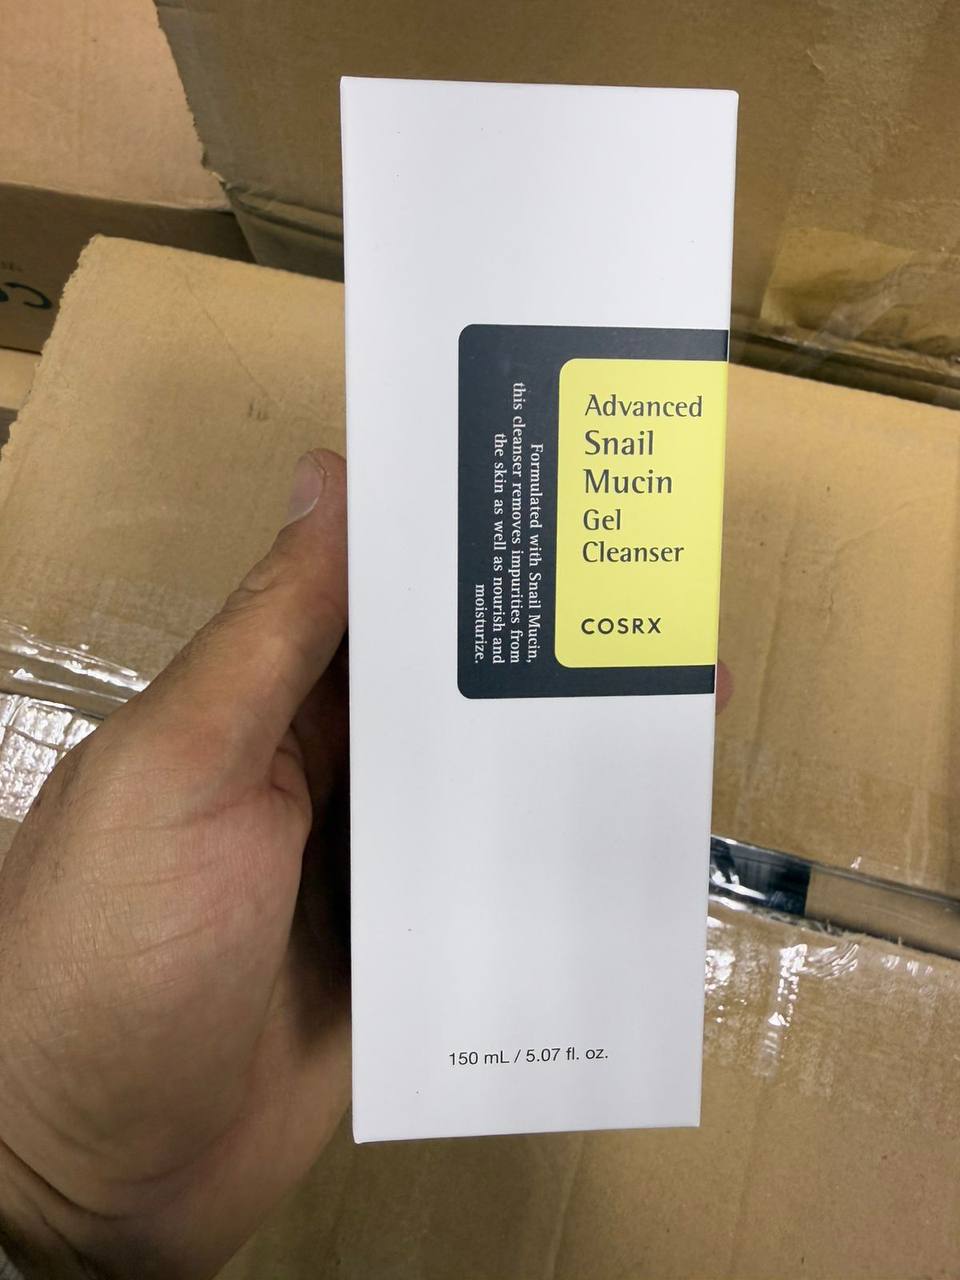 Advanced
Snail
Mucin
Gel
Cleanser
COSRX
Formulated with Snail Mucin,
this cleanser removes impurities from
the skin as well as nourish and
moisturize.
150 mL / 5.07 fl. oz.